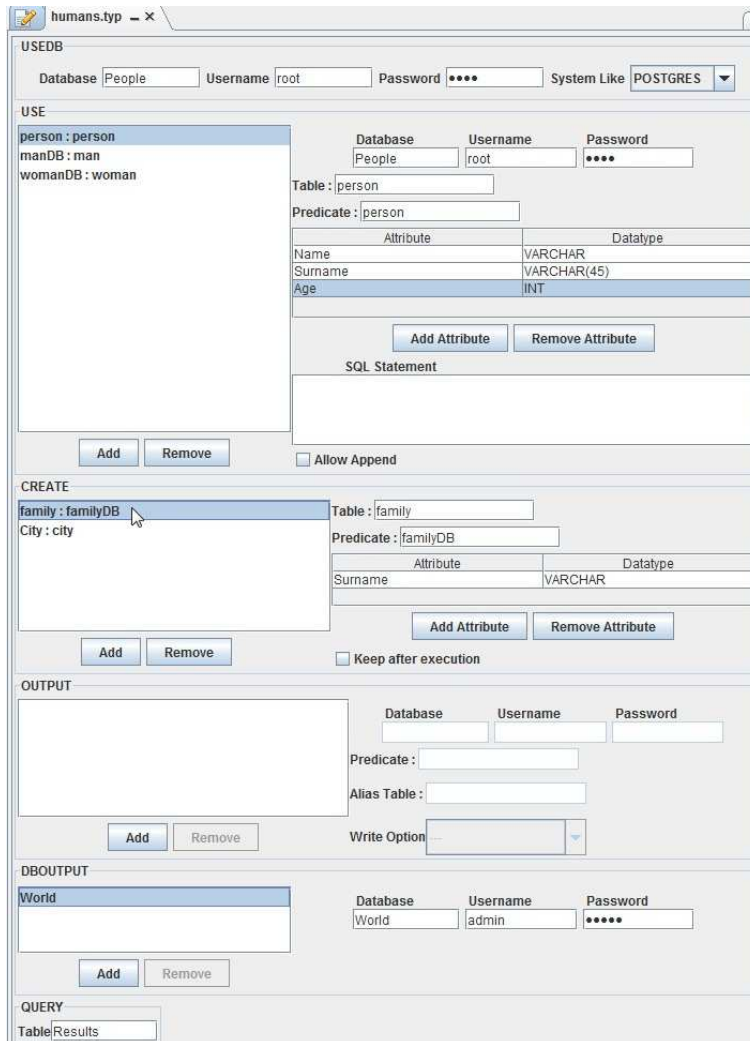 humans.typ
USEDB
Database People Username root Password •••• System Like POSTGRES
USE
person : person
manDB : man
womanDB : woman
Database Username Password
People root ••••
Table : person
Predicate : person
Attribute Datatype
Name VARCHAR
Surname VARCHAR(45)
Age INT
Add Attribute Remove Attribute
SQL Statement
Add Remove
Allow Append
CREATE
family : familyDB
City : city
Table : family
Predicate : familyDB
Attribute Datatype
Surname VARCHAR
Add Attribute Remove Attribute
Add Remove
Keep after execution
OUTPUT
Database Username Password
Predicate :
Alias Table :
Add Remove
Write Option ---
DBOUTPUT
World
Database Username Password
World admin •••••
Add Remove
QUERY
Table Results